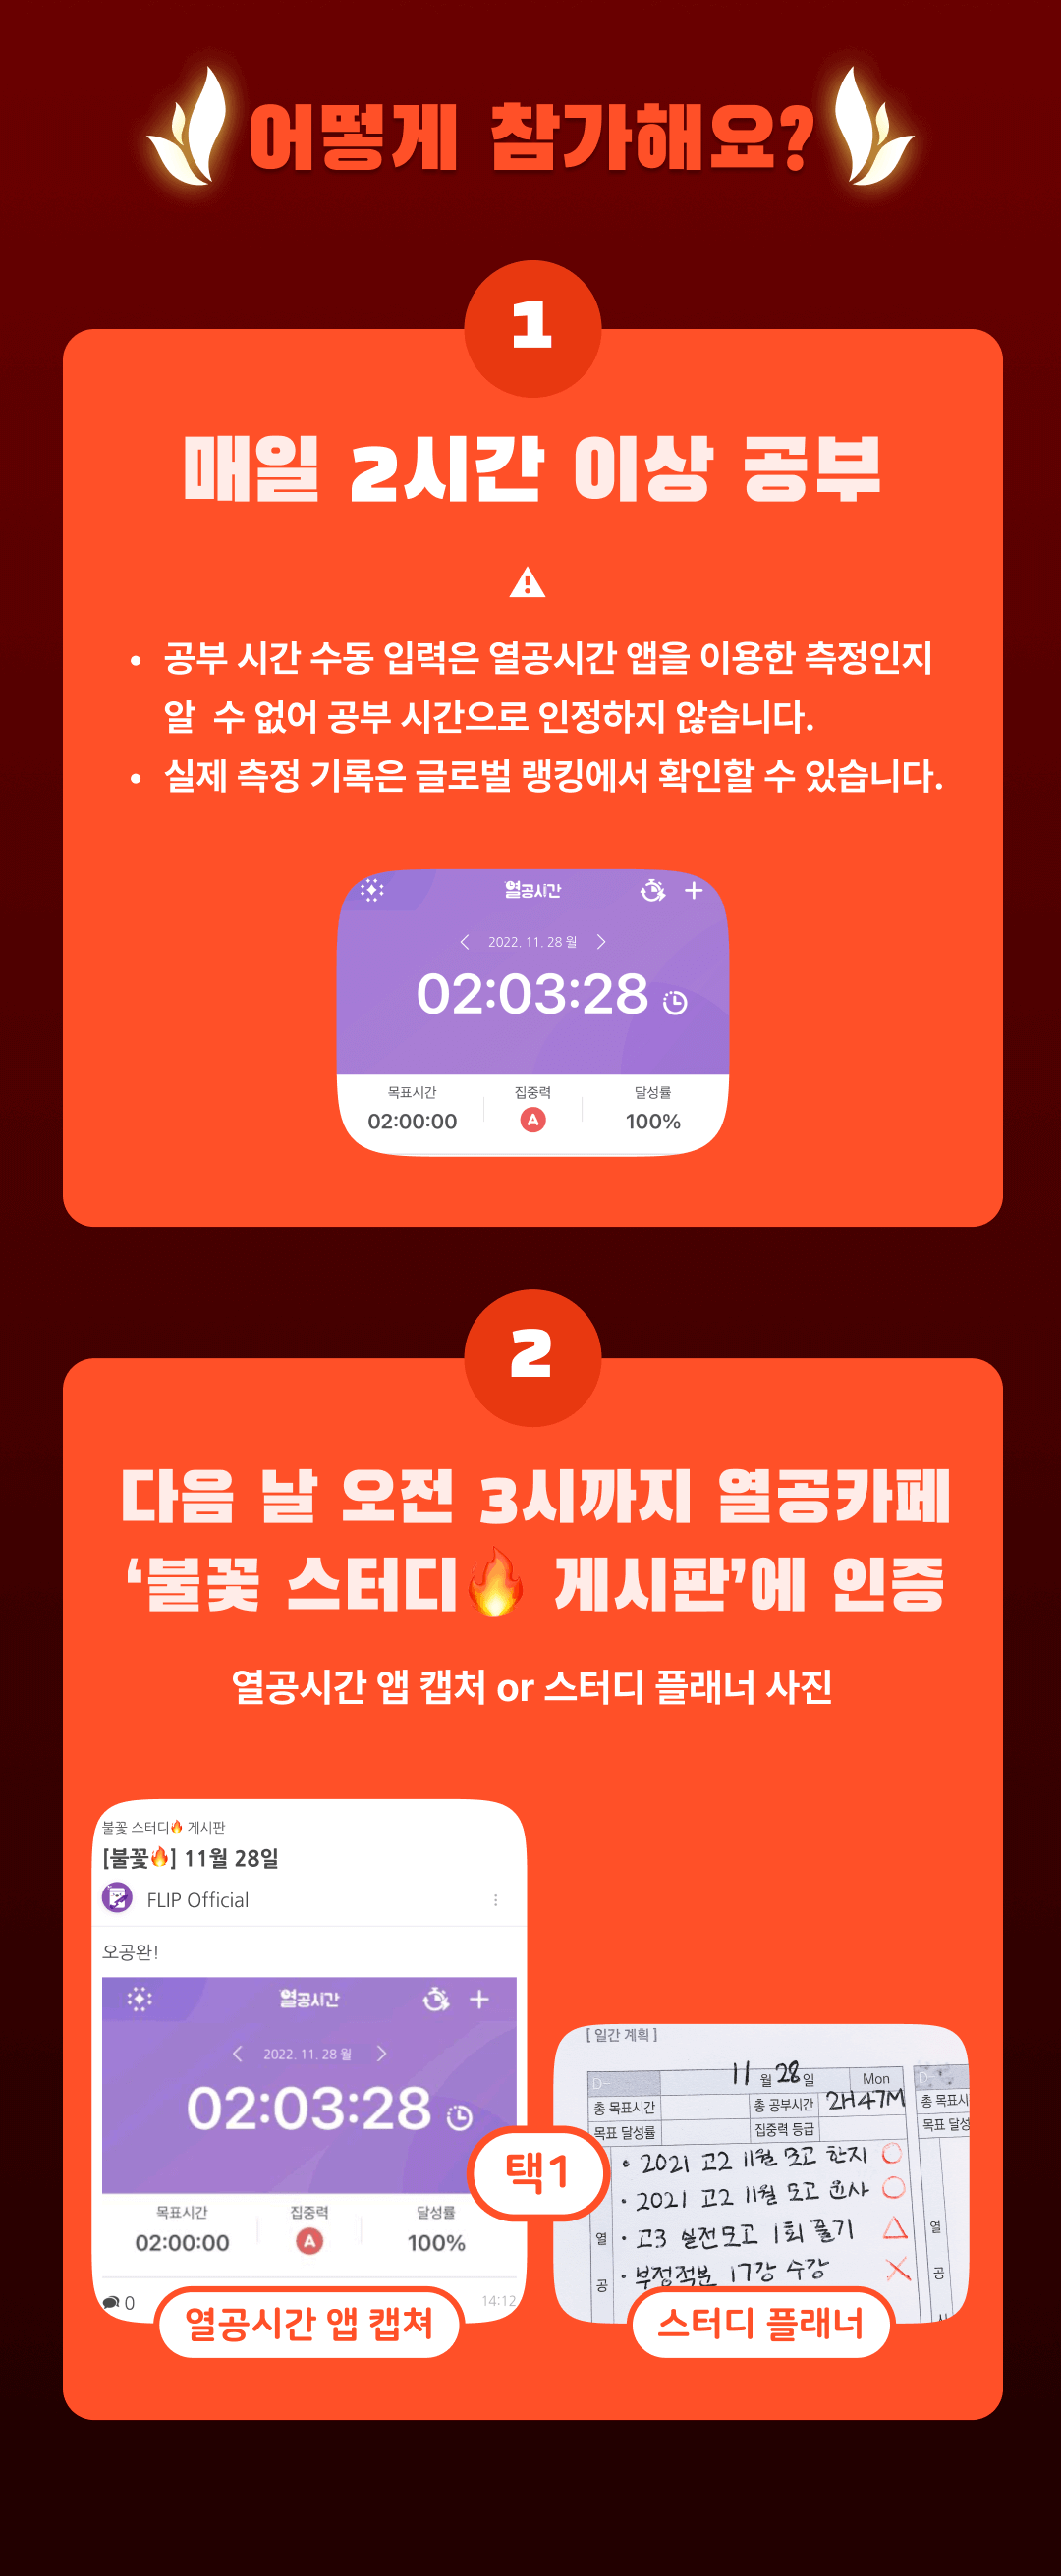 어떻게 참가해요?
1
매일 2시간 이상 공부
• 공부 시간 수동 입력은 열공시간 앱을 이용한 측정인지
알 수 없어 공부 시간으로 인정하지 않습니다.
• 실제 측정 기록은 글로벌 랭킹에서 확인할 수 있습니다.
열공시간
2022. 11. 28 월
02:03:28
목표시간 집중력 달성률
02:00:00 A 100%
2
다음 날 오전 3시까지 열공카페
‘불꽃 스터디🔥 게시판’에 인증
열공시간 앱 캡처 or 스터디 플래너 사진
불꽃 스터디🔥 게시판
[불꽃🔥] 11월 28일
FLIP Official
오공완!
열공시간
2022. 11. 28 월
02:03:28
목표시간 집중력 달성률
02:00:00 A 100%
0 14:12
열공시간 앱 캡쳐
택1
[ 일간 계획 ]
D- 11 월 28 일 Mon
총 목표시간 총 공부시간 2H47M
목표 달성률 집중력 등급
• 2021 고2 11월 모고 한지
• 2021 고2 11월 모고 윤사
열 • 고3 실전모고 1회 풀기
공 • 부정적분 17강 수강
총 목표시
목표 달성
열
공
스터디 플래너